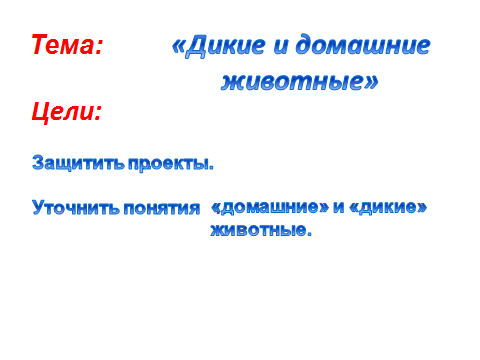 Тема: «Дикие и домашние
животные»
Цели:
Защитить проекты.
Уточнить понятия «домашние» и «дикие»
животные.